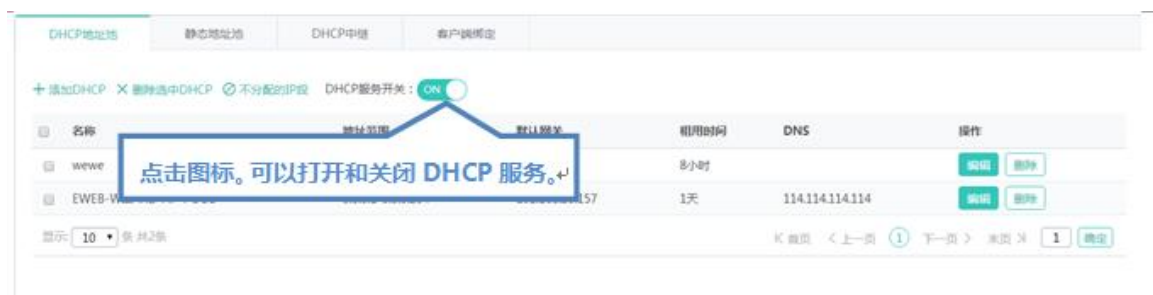 DHCP地址池 静态地址池 DHCP中继 客户端绑定
添加DHCP 删除选中DHCP 不分配的IP段 DHCP服务开关： ON
名称 地址范围 默认网关 租用时间 DNS 操作
点击图标。可以打开和关闭 DHCP 服务。
wewe 8小时 编辑 删除
157 1天 114.114.114.114 编辑 删除
显示: 10 条 共2条 首页 上一页 1 下一页 末页 1 确定